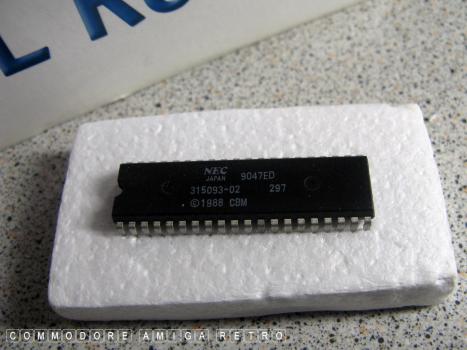 NEC
JAPAN 9047ED
315093-02 297
©1988 CBM
COMMODORE AMIGA RETRO